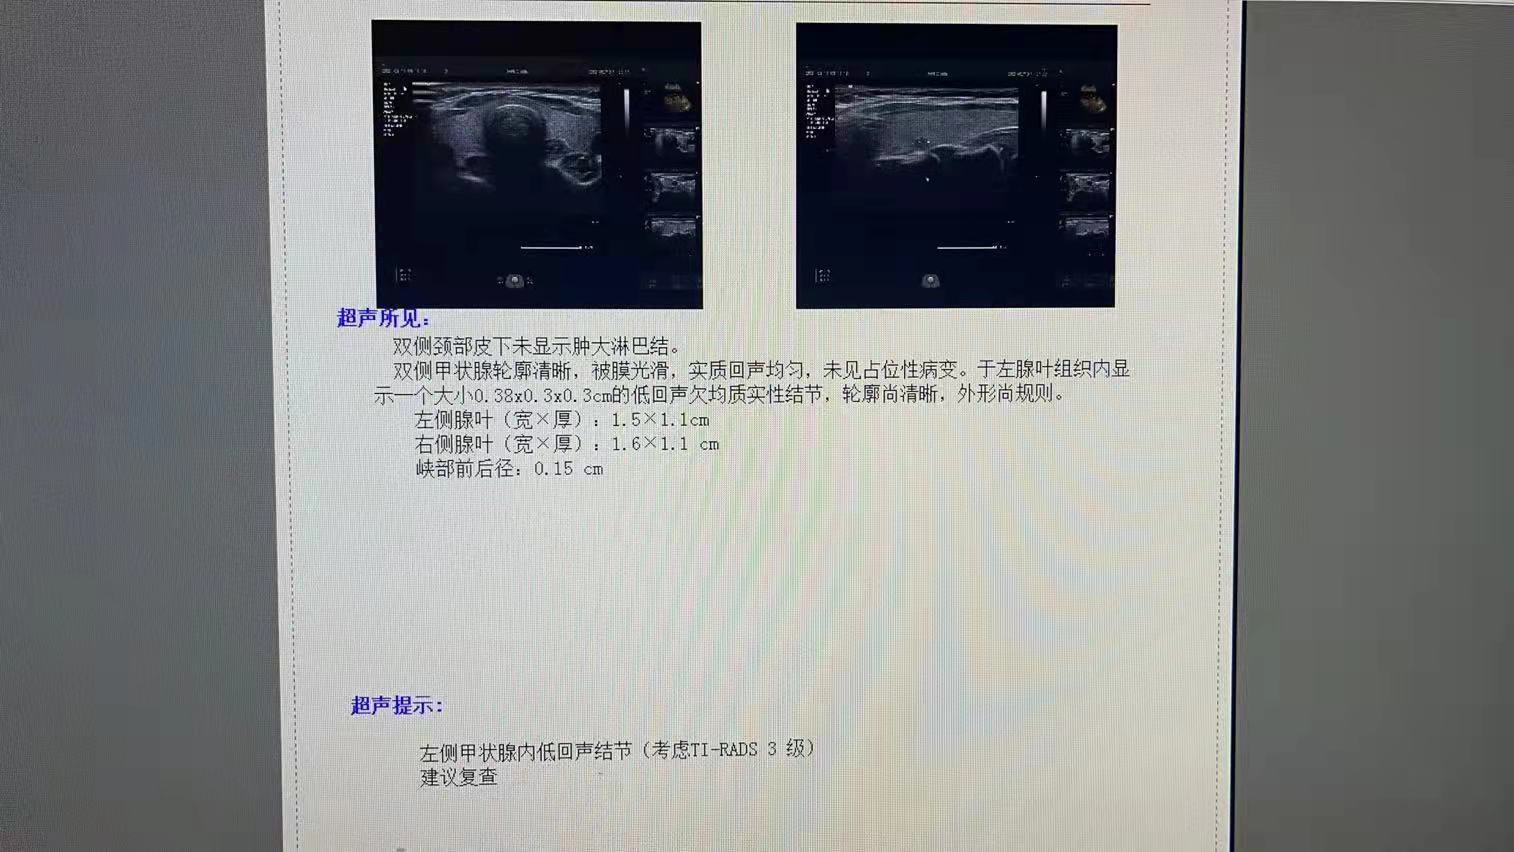 超声所见：
双侧颈部皮下未显示肿大淋巴结。
双侧甲状腺轮廓清晰，被膜光滑，实质回声均匀，未见占位性病变。于左腺叶组织内显
示一个大小0.38x0.3x0.3cm的低回声欠均质实性结节，轮廓尚清晰，外形尚规则。
左侧腺叶（宽×厚）：1.5×1.1cm
右侧腺叶（宽×厚）：1.6×1.1 cm
峡部前后径：0.15 cm
超声提示：
左侧甲状腺内低回声结节（考虑TI-RADS 3 级）
建议复查